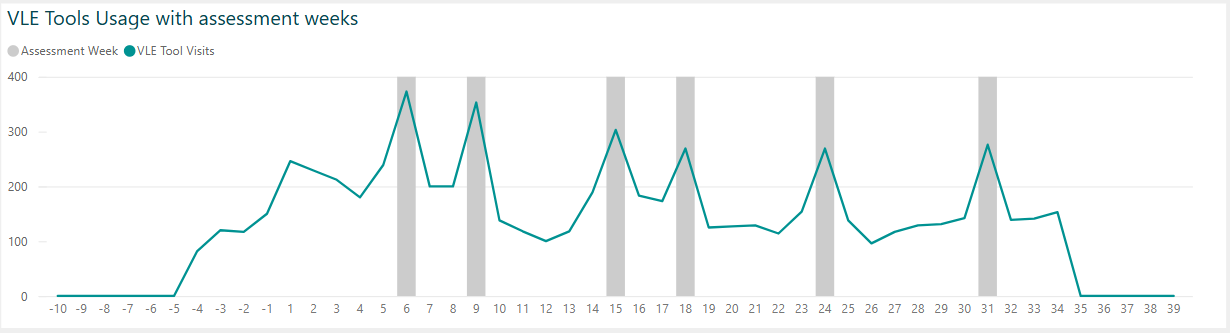 VLE Tools Usage with assessment weeks
Assessment Week VLE Tool Visits
400
300
200
100
0
-10 -9 -8 -7 -6 -5 -4 -3 -2 -1 1 2 3 4 5 6 7 8 9 10 11 12 13 14 15 16 17 18 19 20 21 22 23 24 25 26 27 28 29 30 31 32 33 34 35 36 37 38 39